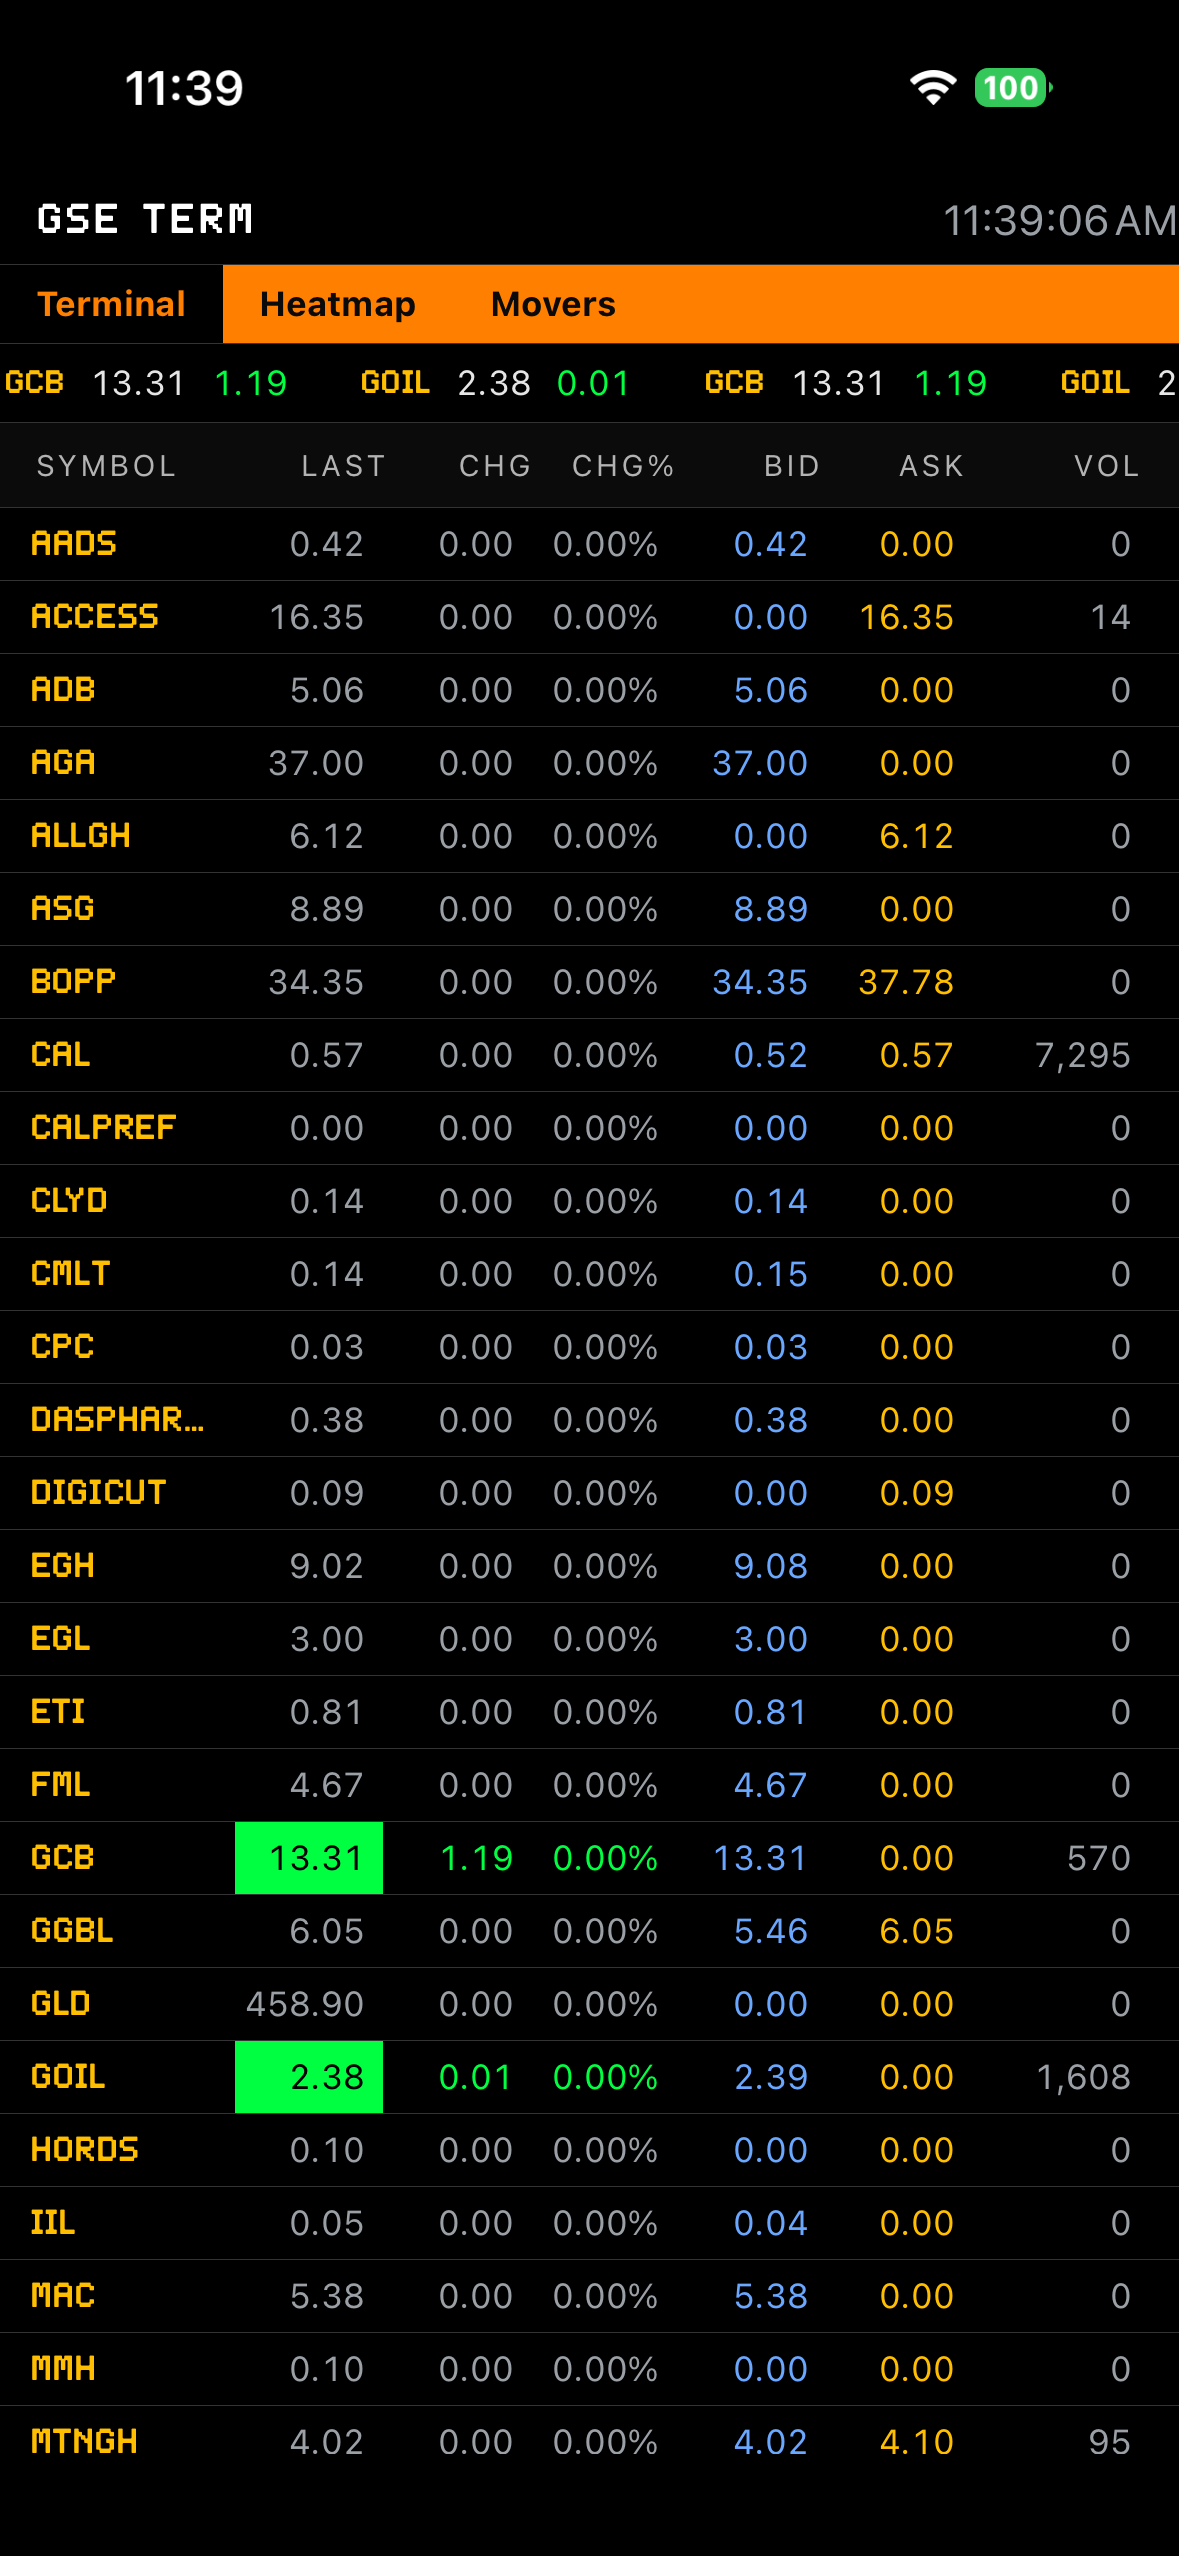 11:39 100
GSE TERM 11:39:06 AM
Terminal Heatmap Movers
GCB 13.31 1.19 GOIL 2.38 0.01 GCB 13.31 1.19 GOIL 2
SYMBOL LAST CHG CHG% BID ASK VOL
AADS 0.42 0.00 0.00% 0.42 0.00 0
ACCESS 16.35 0.00 0.00% 0.00 16.35 14
ADB 5.06 0.00 0.00% 5.06 0.00 0
AGA 37.00 0.00 0.00% 37.00 0.00 0
ALLGH 6.12 0.00 0.00% 0.00 6.12 0
ASG 8.89 0.00 0.00% 8.89 0.00 0
BOPP 34.35 0.00 0.00% 34.35 37.78 0
CAL 0.57 0.00 0.00% 0.52 0.57 7,295
CALPREF 0.00 0.00 0.00% 0.00 0.00 0
CLYD 0.14 0.00 0.00% 0.14 0.00 0
CMLT 0.14 0.00 0.00% 0.15 0.00 0
CPC 0.03 0.00 0.00% 0.03 0.00 0
DASPHAR... 0.38 0.00 0.00% 0.38 0.00 0
DIGICUT 0.09 0.00 0.00% 0.00 0.09 0
EGH 9.02 0.00 0.00% 9.08 0.00 0
EGL 3.00 0.00 0.00% 3.00 0.00 0
ETI 0.81 0.00 0.00% 0.81 0.00 0
FML 4.67 0.00 0.00% 4.67 0.00 0
GCB 13.31 1.19 0.00% 13.31 0.00 570
GGBL 6.05 0.00 0.00% 5.46 6.05 0
GLD 458.90 0.00 0.00% 0.00 0.00 0
GOIL 2.38 0.01 0.00% 2.39 0.00 1,608
HORDS 0.10 0.00 0.00% 0.00 0.00 0
IIL 0.05 0.00 0.00% 0.04 0.00 0
MAC 5.38 0.00 0.00% 5.38 0.00 0
MMH 0.10 0.00 0.00% 0.00 0.00 0
MTNGH 4.02 0.00 0.00% 4.02 4.10 95